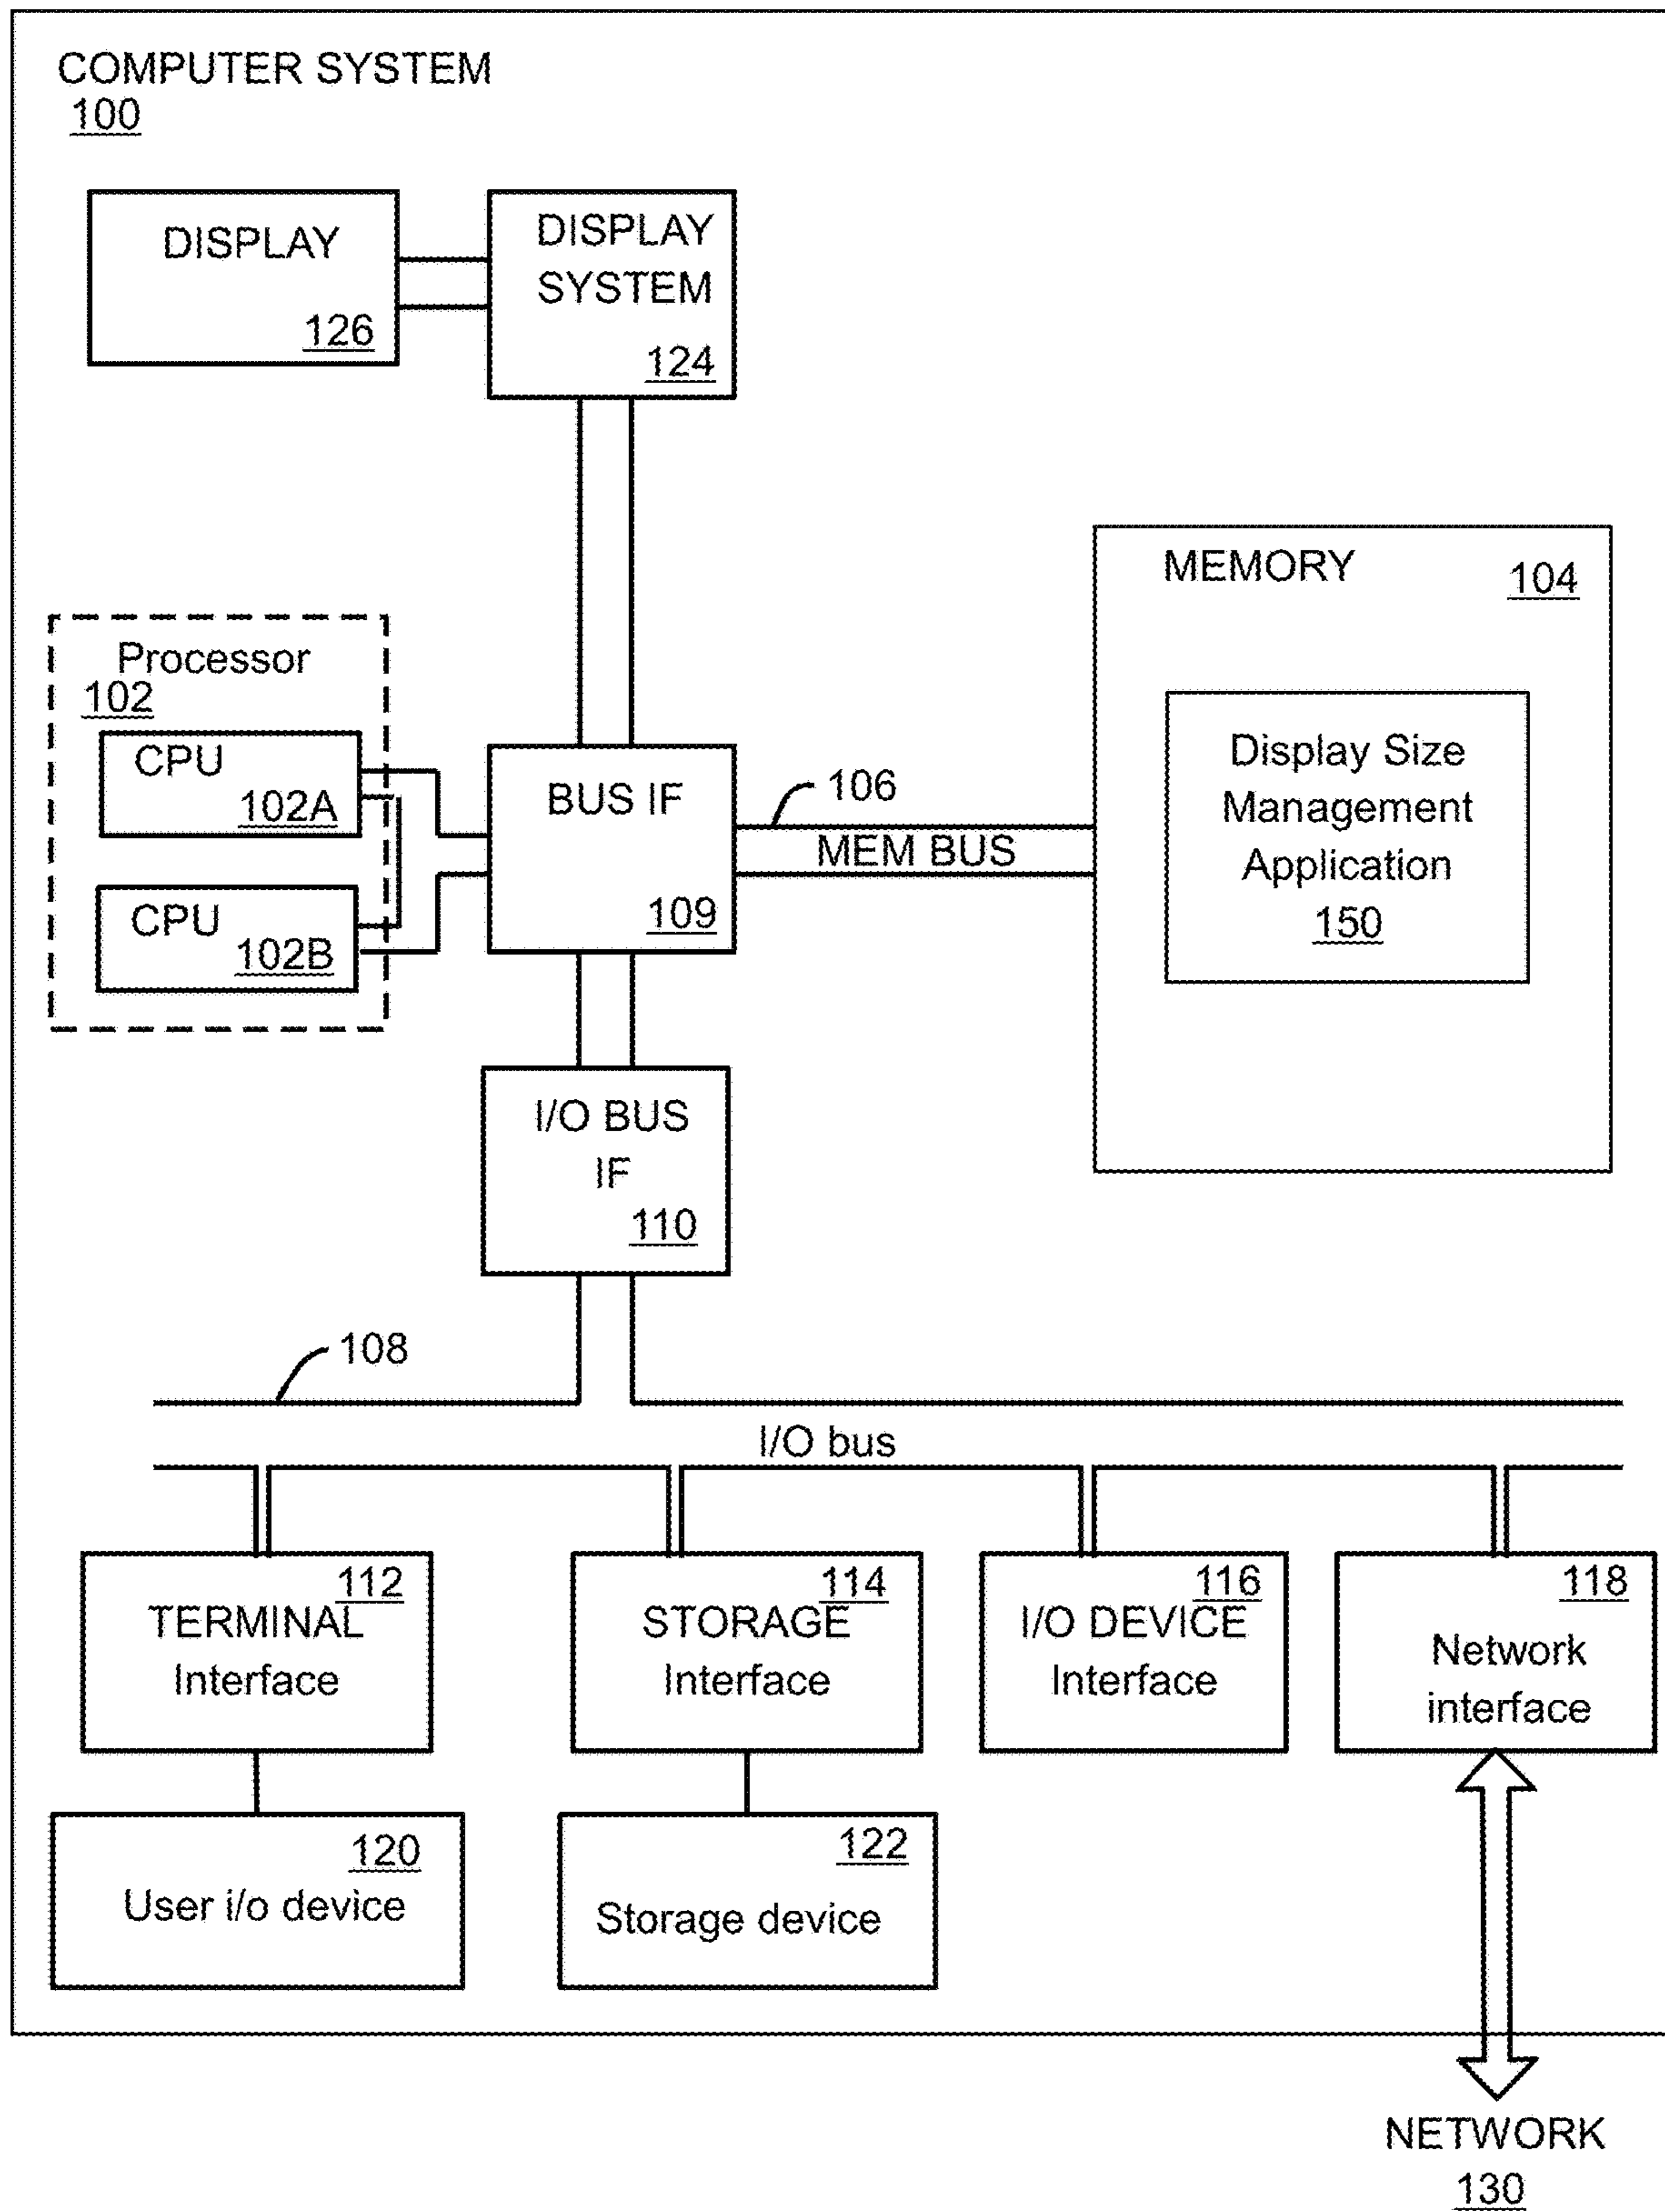 COMPUTER SYSTEM
100
DISPLAY
126
DISPLAY
SYSTEM
124
MEMORY
104
Display Size
Management
Application
150
Processor
102
CPU
102A
CPU
102B
BUS IF
109
106
MEM BUS
I/O BUS
IF
110
108
I/O bus
112
TERMINAL
Interface
114
STORAGE
Interface
116
I/O DEVICE
Interface
118
Network
interface
120
User i/o device
122
Storage device
NETWORK
130